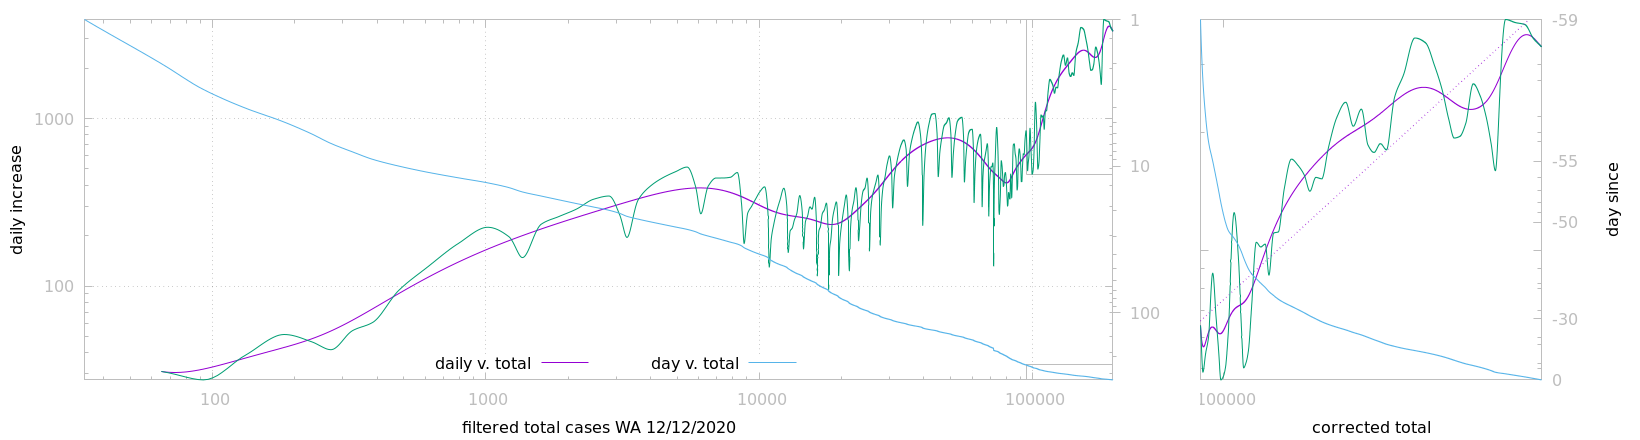 daily increase
1000
100
daily v. total
day v. total
100
1000
10000
100000
filtered total cases WA 12/12/2020
1
10
100
-59
-55
-50
-30
0
day since
100000
corrected total